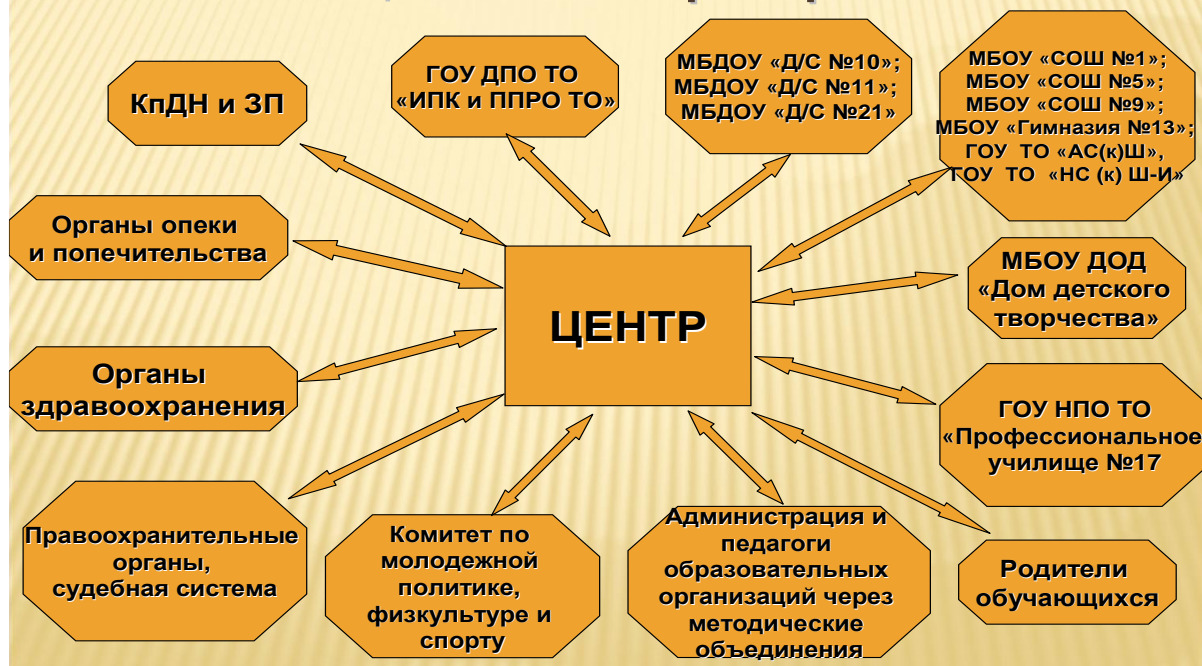 КпДН и ЗП
ГОУ ДПО ТО
«ИПК и ППРО ТО»
МБДОУ «Д/С №10»;
МБДОУ «Д/С №11»;
МБДОУ «Д/С №21»
МБОУ «СОШ №1»;
МБОУ «СОШ №5»;
МБОУ «СОШ №9»;
МБОУ «Гимназия №13»;
ГОУ ТО «АС(к)Ш»,
ГОУ ТО «НС (к) Ш-И»
Органы опеки
и попечительства
ЦЕНТР
МБОУ ДОД
«Дом детского
творчества»
Органы
здравоохранения
ГОУ НПО ТО
«Профессиональное
училище №17
Правоохранительные
органы,
судебная система
Комитет по
молодежной
политике,
физкультуре и
спорту
Администрация и
педагоги
образовательных
организаций через
методические
объединения
Родители
обучающихся